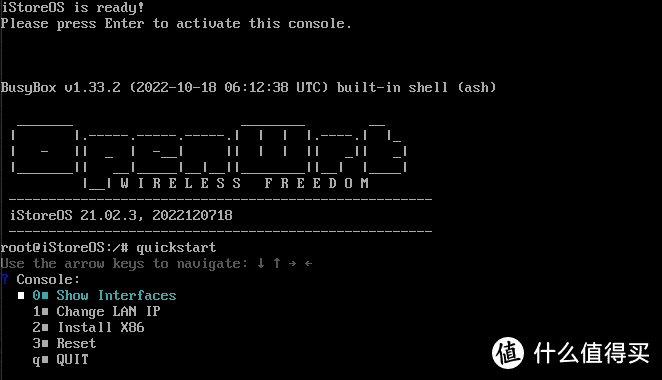 iStoreOS is ready!
Please press Enter to activate this console.
BusyBox v1.33.2 (2022-10-18 06:12:38 UTC) built-in shell (ash)
OpenWrt
W I R E L E S S   F R E E D O M
iStoreOS 21.02.3, 2022120718
root@iStoreOS:/# quickstart
Use the arrow keys to navigate: ↓ ↑ → ←
? Console:
0■ Show Interfaces
1■ Change LAN IP
2■ Install X86
3■ Reset
q■ QUIT
值 什么值得买